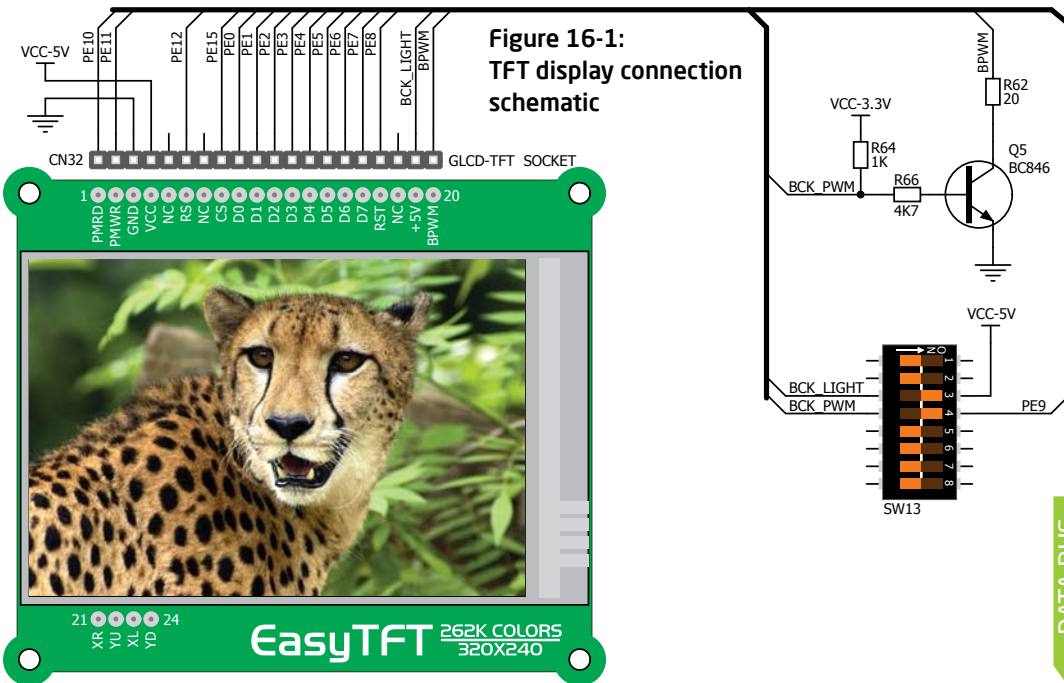 Figure 16-1:
TFT display connection
schematic
VCC-5V
PE10
PE11
PE12
PE15
PE0
PE1
PE2
PE3
PE4
PE5
PE6
PE7
PE8
BCK_LIGHT
BPWM
CN32
GLCD-TFT SOCKET
1
20
PMRD
PMWR
GND
VCC
NC
RS
NC
CS
D0
D1
D2
D3
D4
D5
D6
D7
RST
NC
+5V
BPWM
21
24
XR
YU
XL
YD
EasyTFT
262K COLORS
320X240
BPWM
R62
20
VCC-3.3V
R64
1K
BCK_PWM
R66
4K7
Q5
BC846
VCC-5V
BCK_LIGHT
BCK_PWM
PE9
ON
1
2
3
4
5
6
7
8
SW13
DATA BUS